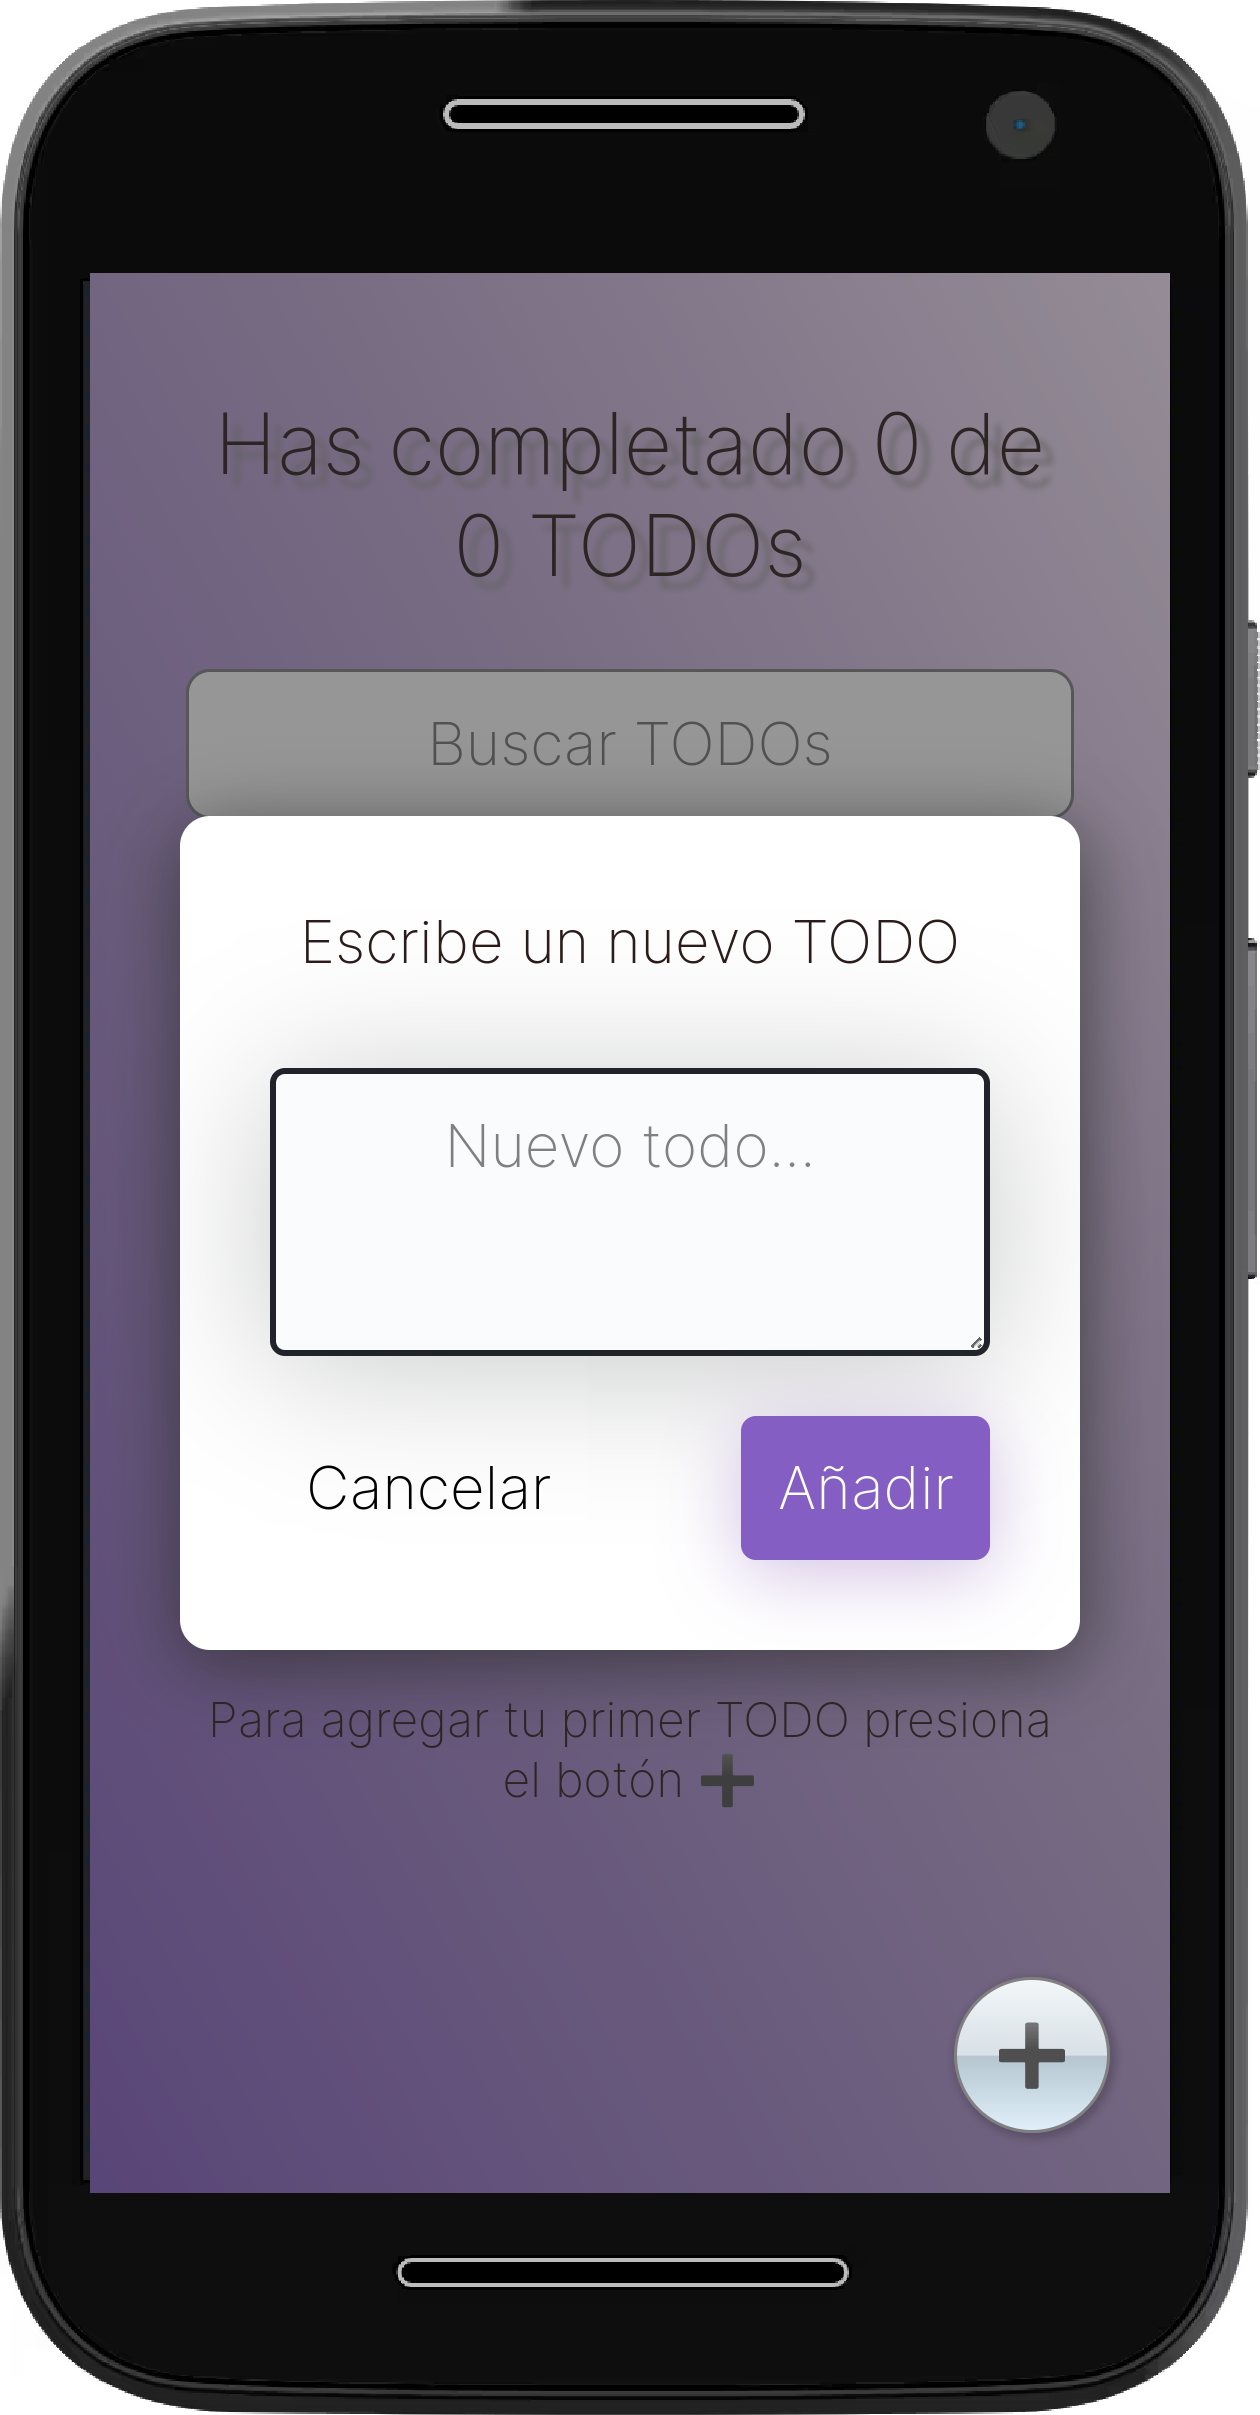 Has completado 0 de
0 TODOs
Buscar TODOs
Escribe un nuevo TODO
Nuevo todo...
Cancelar
Añadir
Para agregar tu primer TODO presiona
el botón ➕
➕